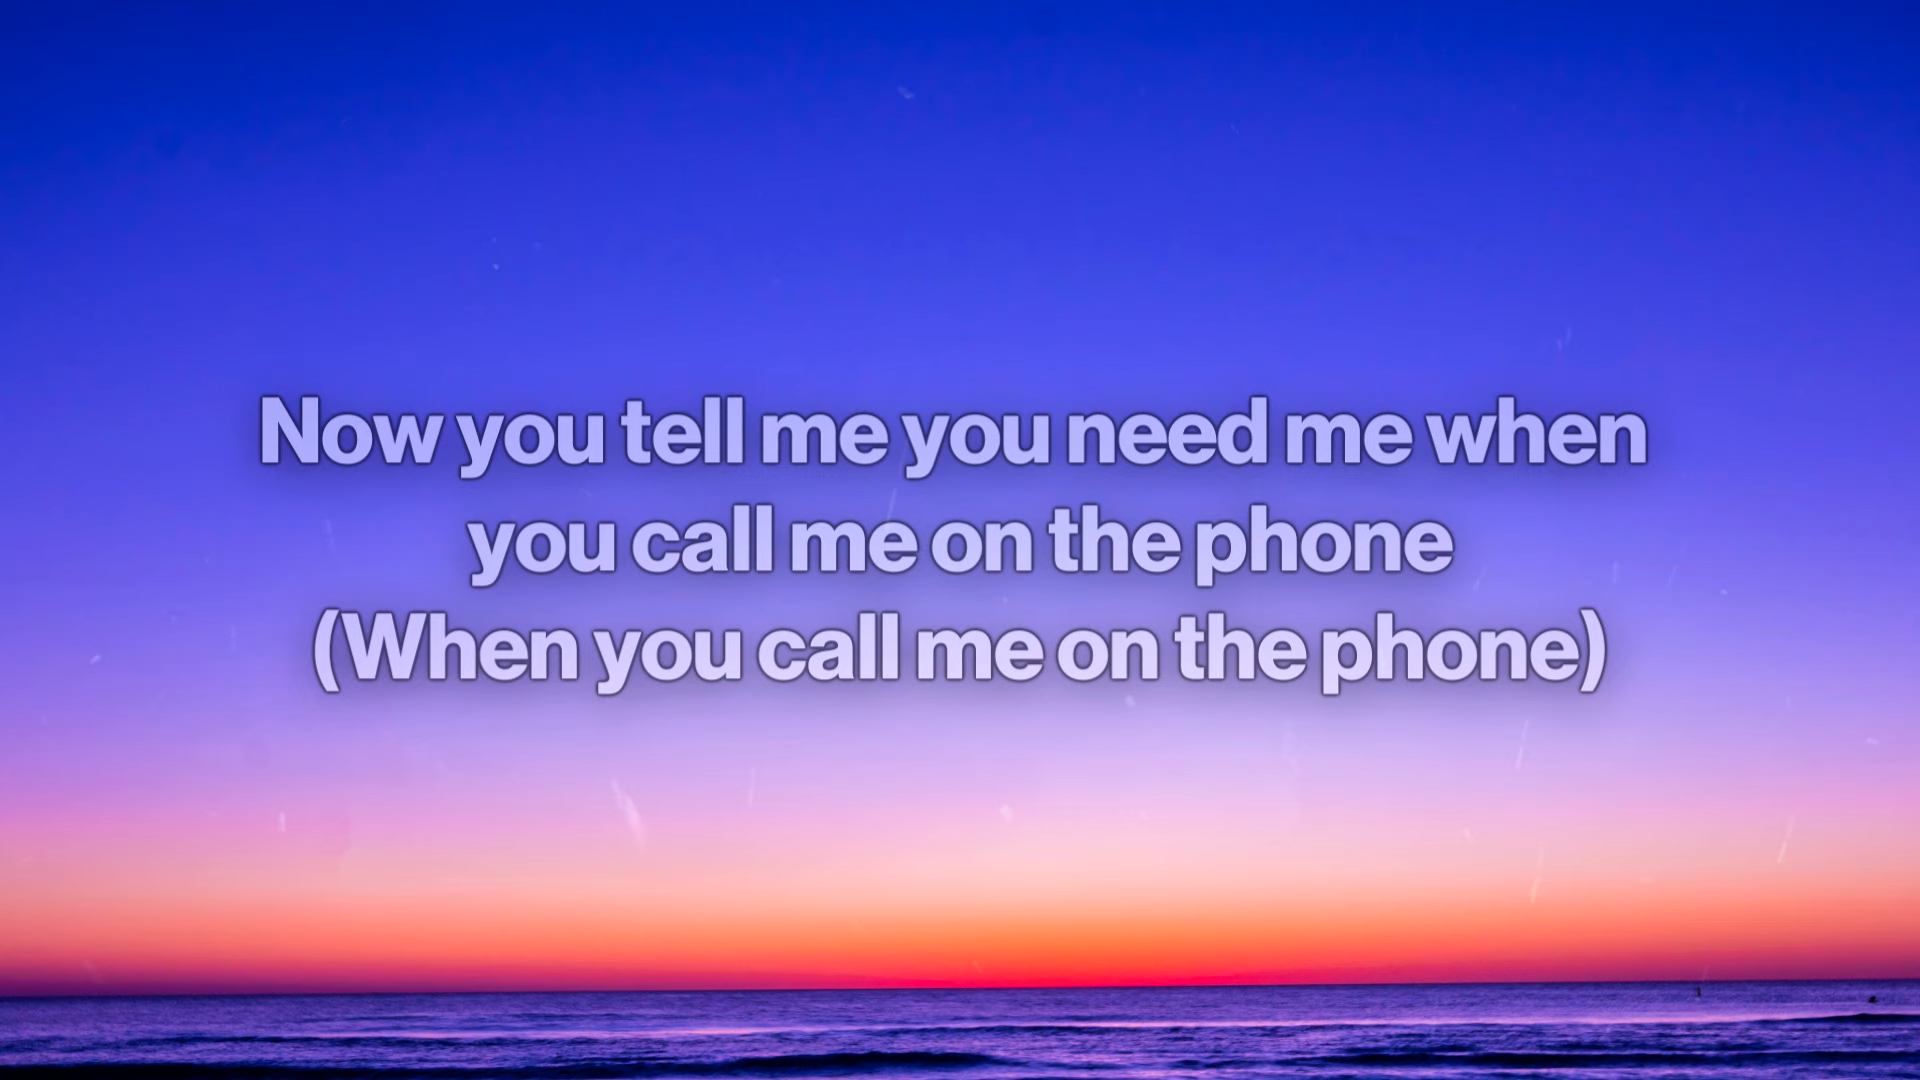 Now you tell me you need me when
you call me on the phone
(When you call me on the phone)